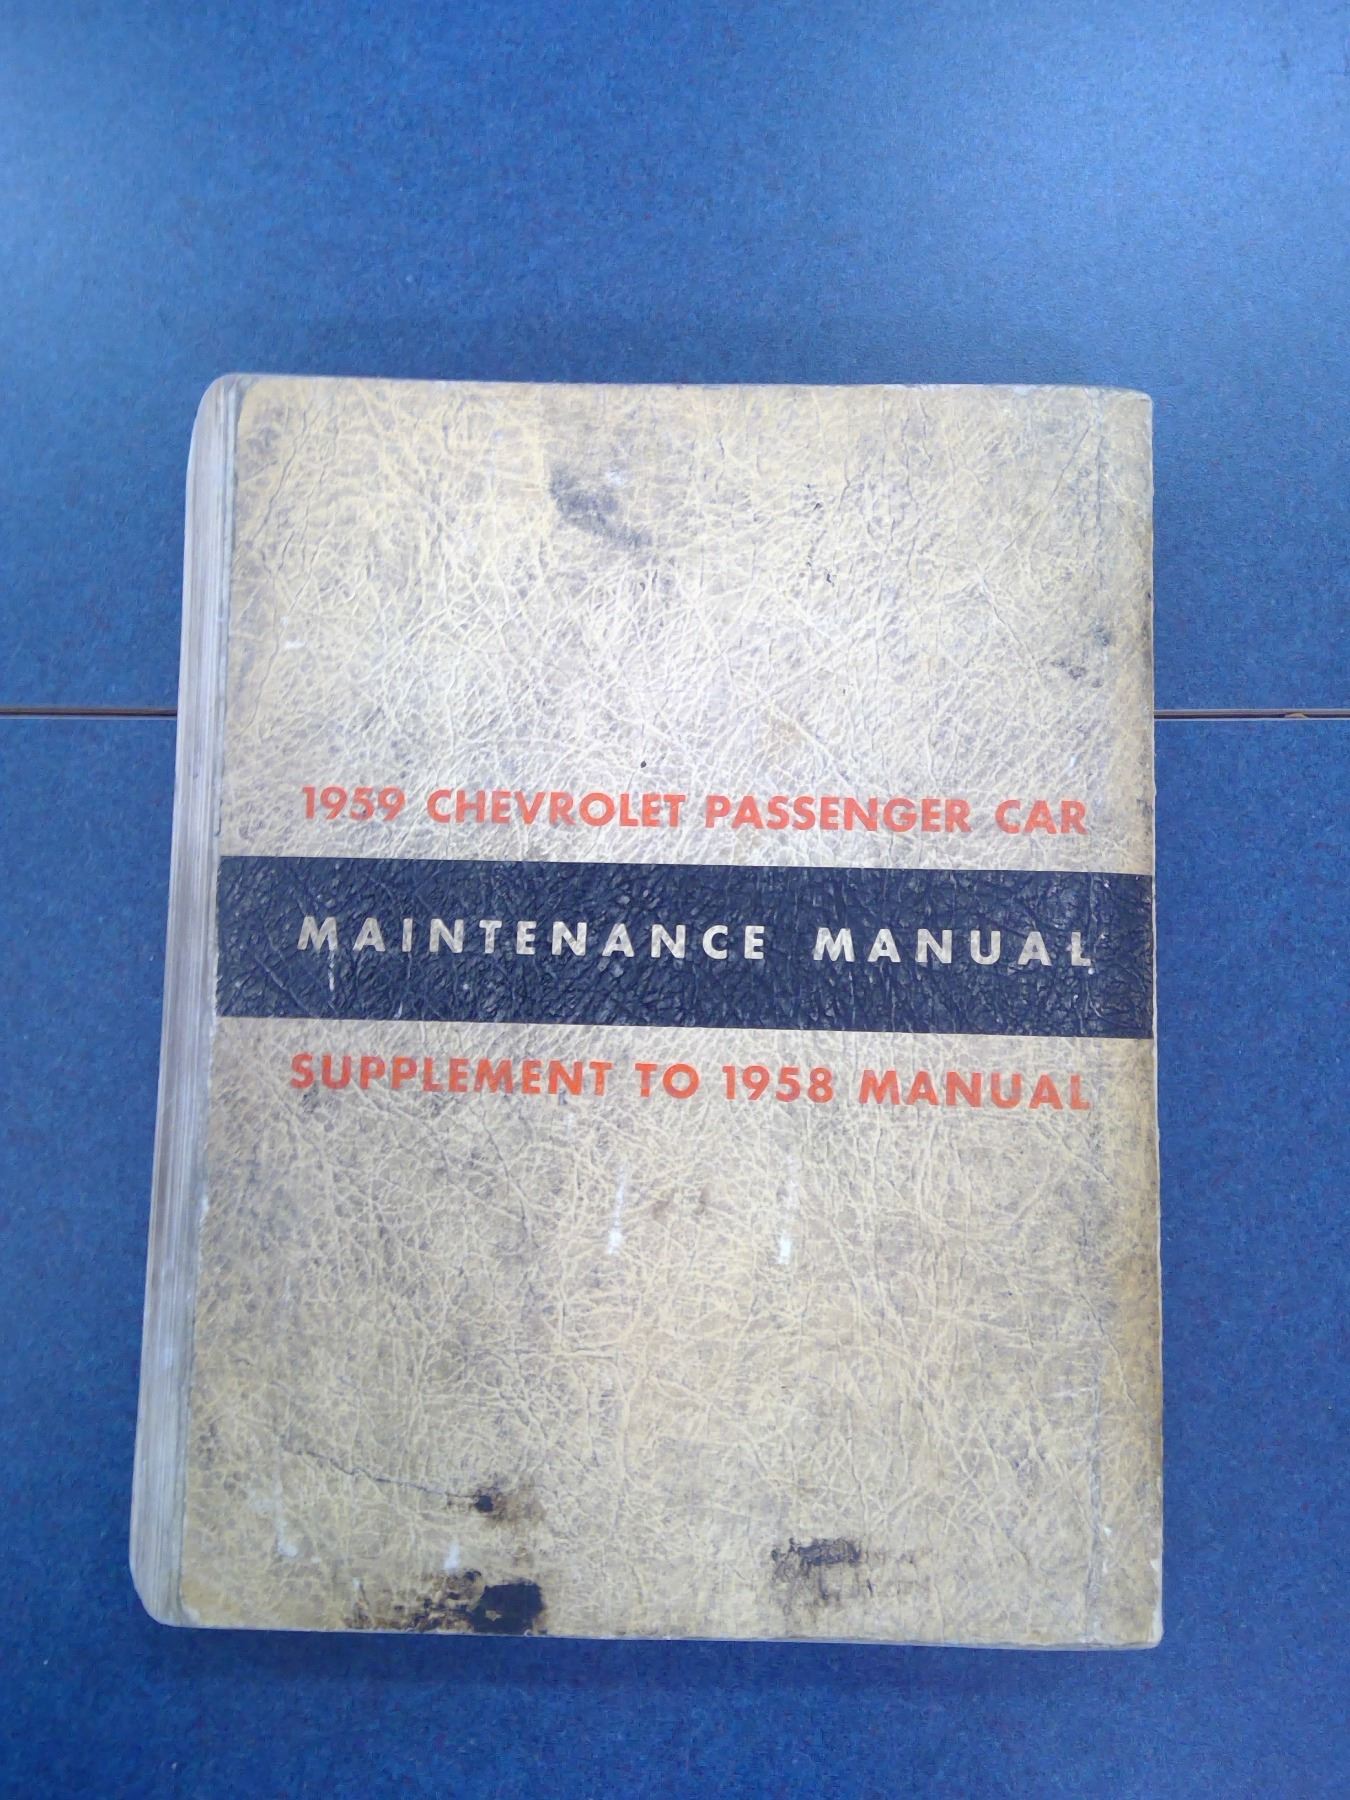 1959 CHEVROLET PASSENGER CAR
MAINTENANCE MANUAL
SUPPLEMENT TO 1958 MANUAL